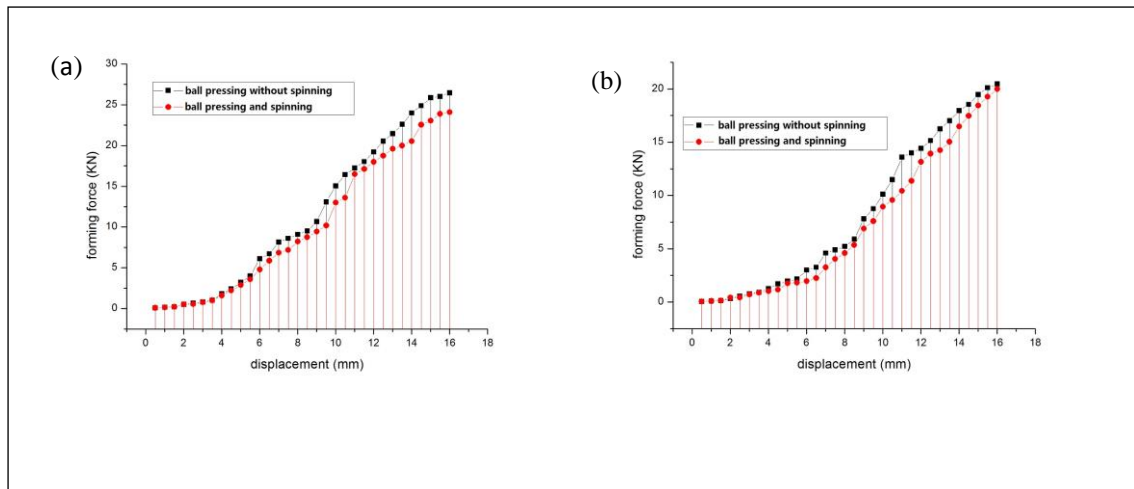 (a)
30
25
20
15
10
5
0
forming force (KN)
ball pressing without spinning
ball pressing and spinning
0 2 4 6 8 10 12 14 16 18
displacement (mm)
(b)
20
15
10
5
0
forming force (KN)
ball pressing without spinning
ball pressing and spinning
0 2 4 6 8 10 12 14 16 18
displacement (mm)